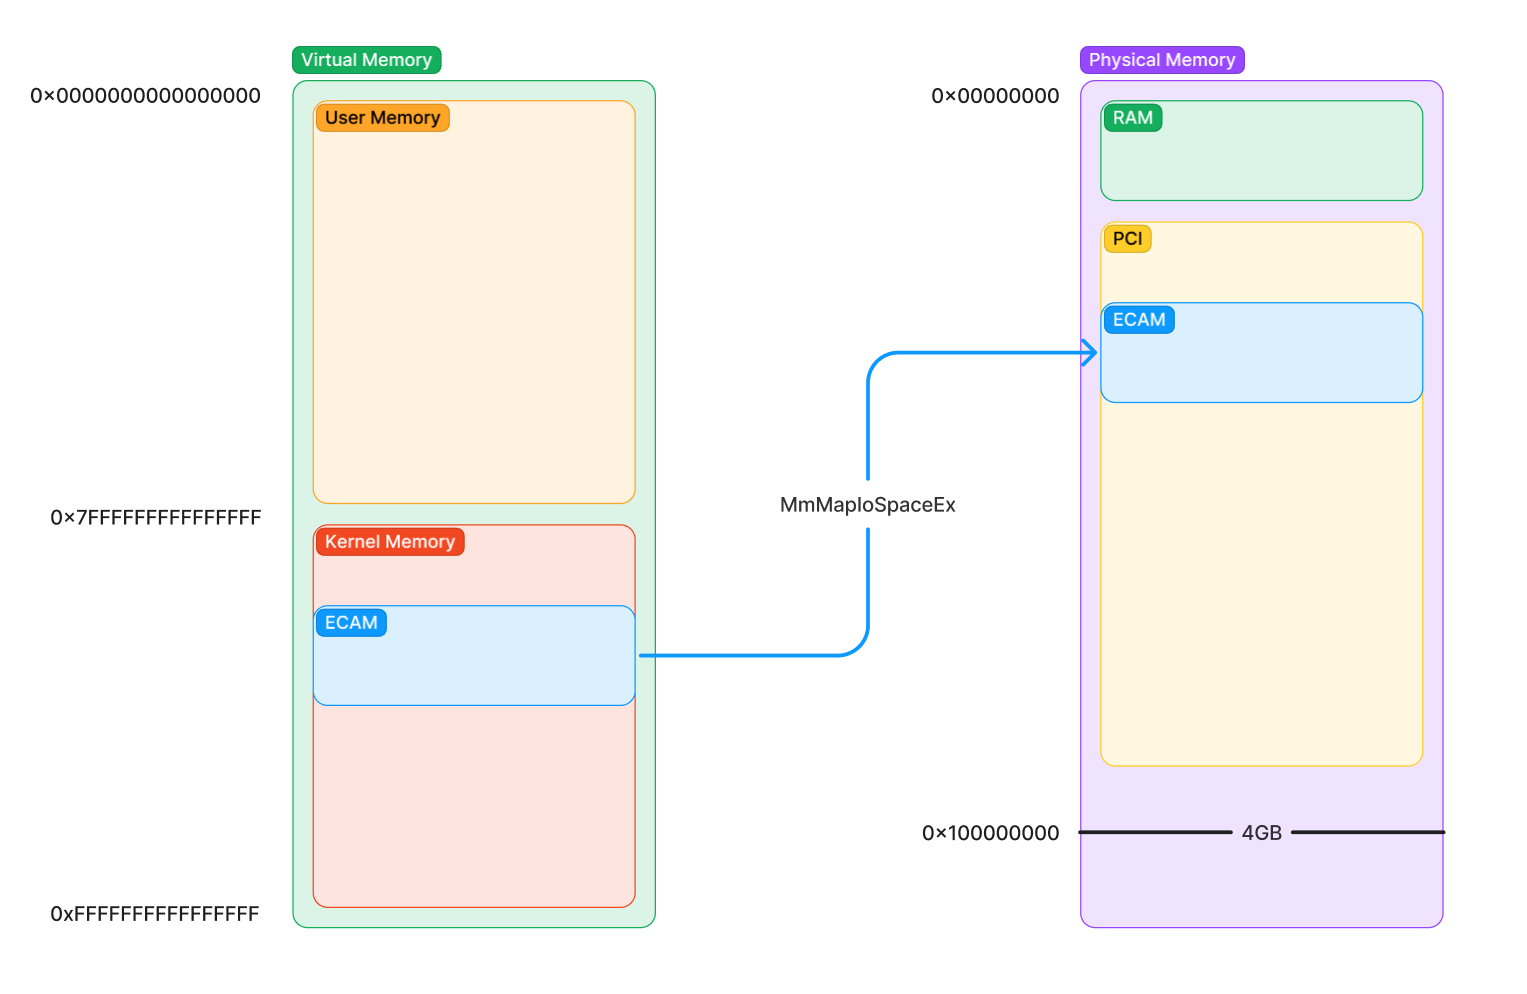 Virtual Memory
0×0000000000000000
User Memory
0×7FFFFFFFFFFFFFFF
Kernel Memory
ECAM
0xFFFFFFFFFFFFFFFF
MmMapIoSpaceEx
Physical Memory
0×00000000
RAM
PCI
ECAM
0×100000000
4GB